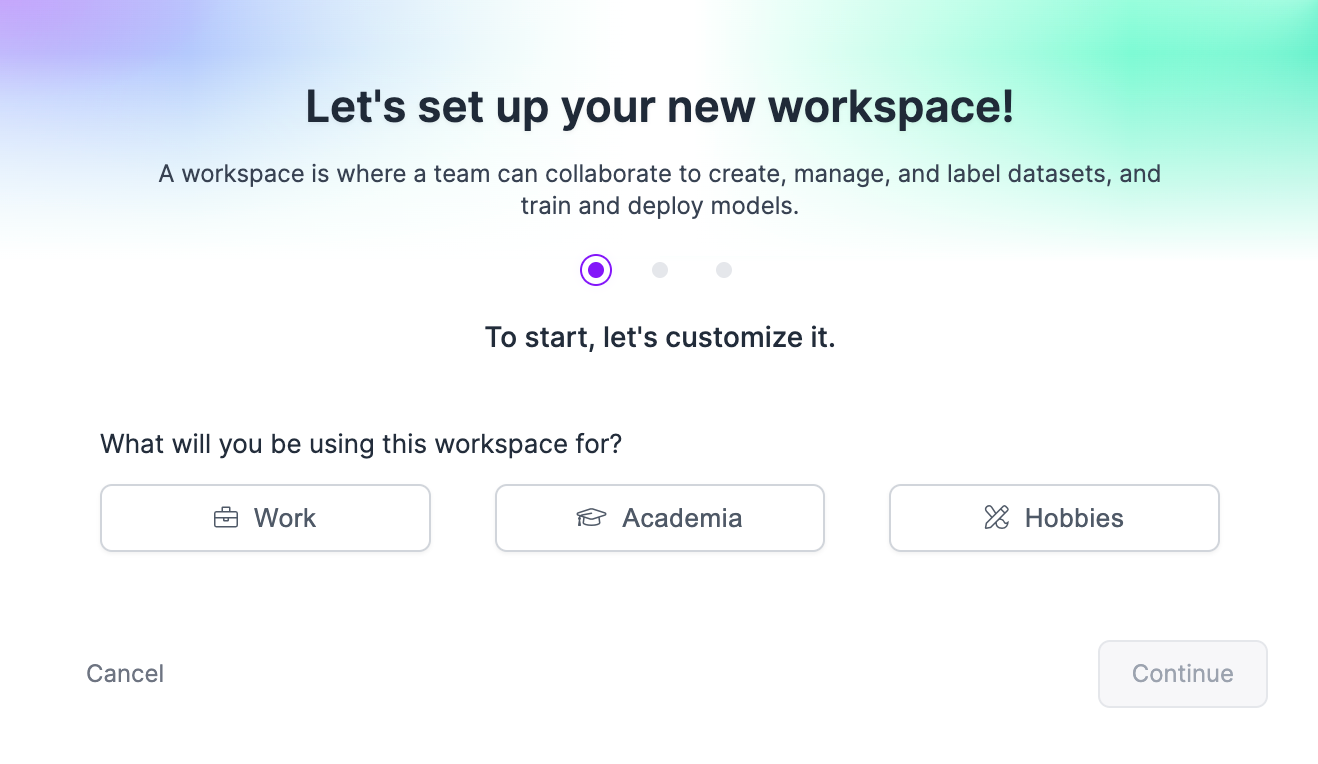 Let's set up your new workspace!
A workspace is where a team can collaborate to create, manage, and label datasets, and
train and deploy models.
To start, let's customize it.
What will you be using this workspace for?
Work
Academia
Hobbies
Cancel
Continue